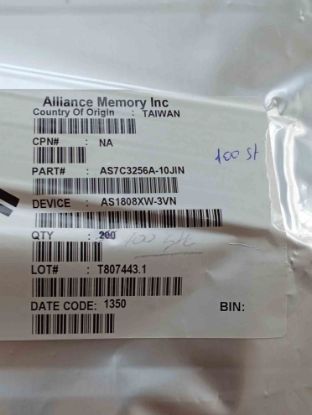 Alliance Memory Inc
Country Of Origin : TAIWAN
CPN# : NA
100 st
PART# : AS7C3256A-10JIN
DEVICE : AS1808XW-3VN
QTY : 200 100
LOT# : T807443.1
DATE CODE: 1350 BIN: